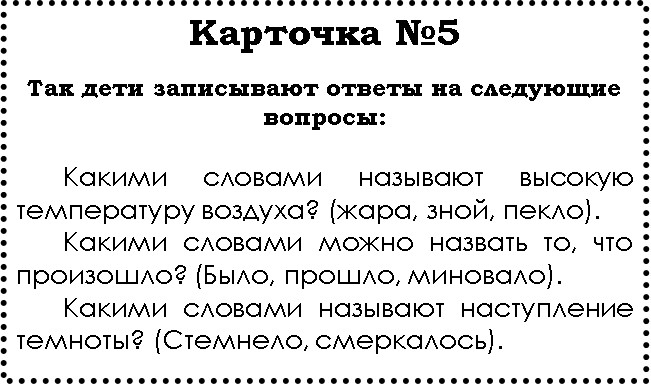 Карточка №5
Так дети записывают ответы на следующие
вопросы:
Какими словами называют высокую
температуру воздуха? (жара, зной, пекло).
Какими словами можно назвать то, что
произошло? (Было, прошло, миновало).
Какими словами называют наступление
темноты? (Стемнело, смеркалось).